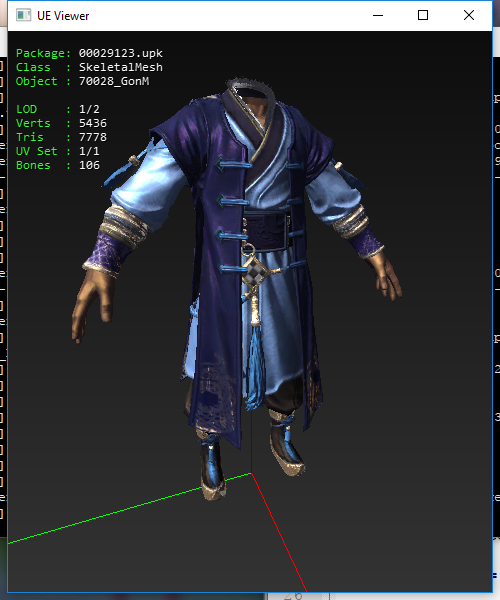 UE Viewer
Package: 00029123.upk
Class : SkeletalMesh
Object : 70028_GonM
LOD : 1/2
Verts : 5436
Tris : 7778
UV Set : 1/1
Bones : 106